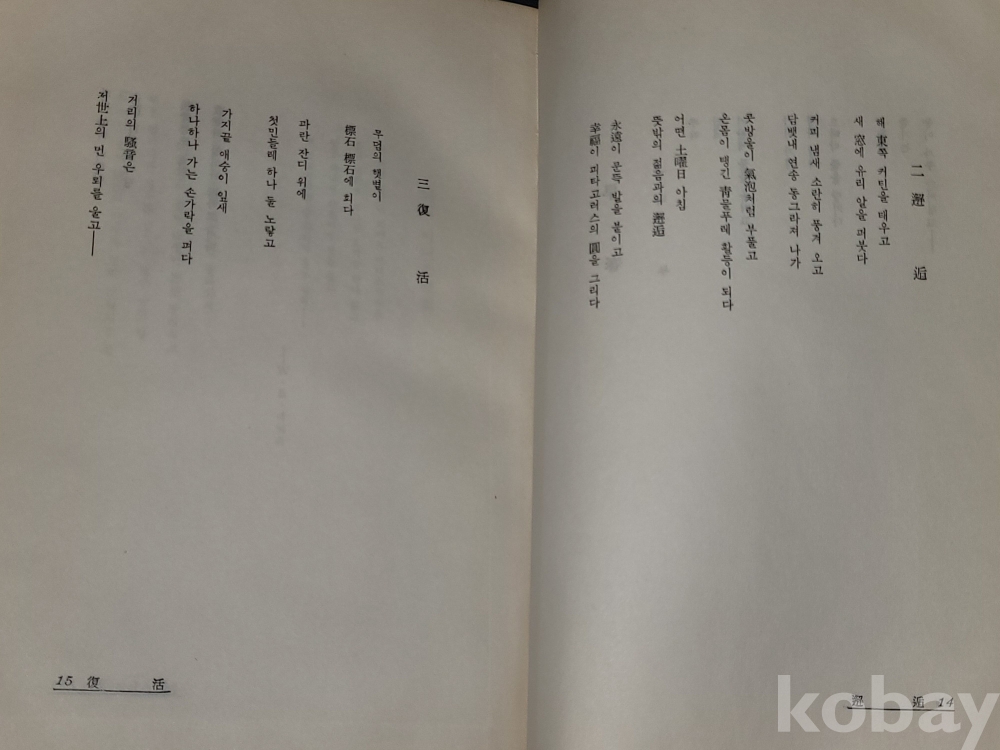 二 邂 逅
해 東쪽 커민을 태우고
새 窓에 유리 알을 퍼붓다
커피 냄새 소란히 풍겨 오고
담뱃내 연송 동그라져 나가
꽃방울이 氣泡처럼 부풀고
온몸이 탱긴 靑물푸레 활등이 되다
어떤 土曜日 아침
뜻밖의 젊음과의 邂逅
永遠이 문득 발을 붙이고
幸福이 피타고러스의 圓을 그리다
邂 逅 14
三 復 活
무덤의 햇볕이
標石 標石에 희다
파란 잔디 위에
첫민들레 하나 둘 노랗고
가지끝 애송이 잎새
하나하나 가는 손가락을 펴다
거리의 騷音은
저世上의 먼 우뢰를 울고——
15 復 活
kobay